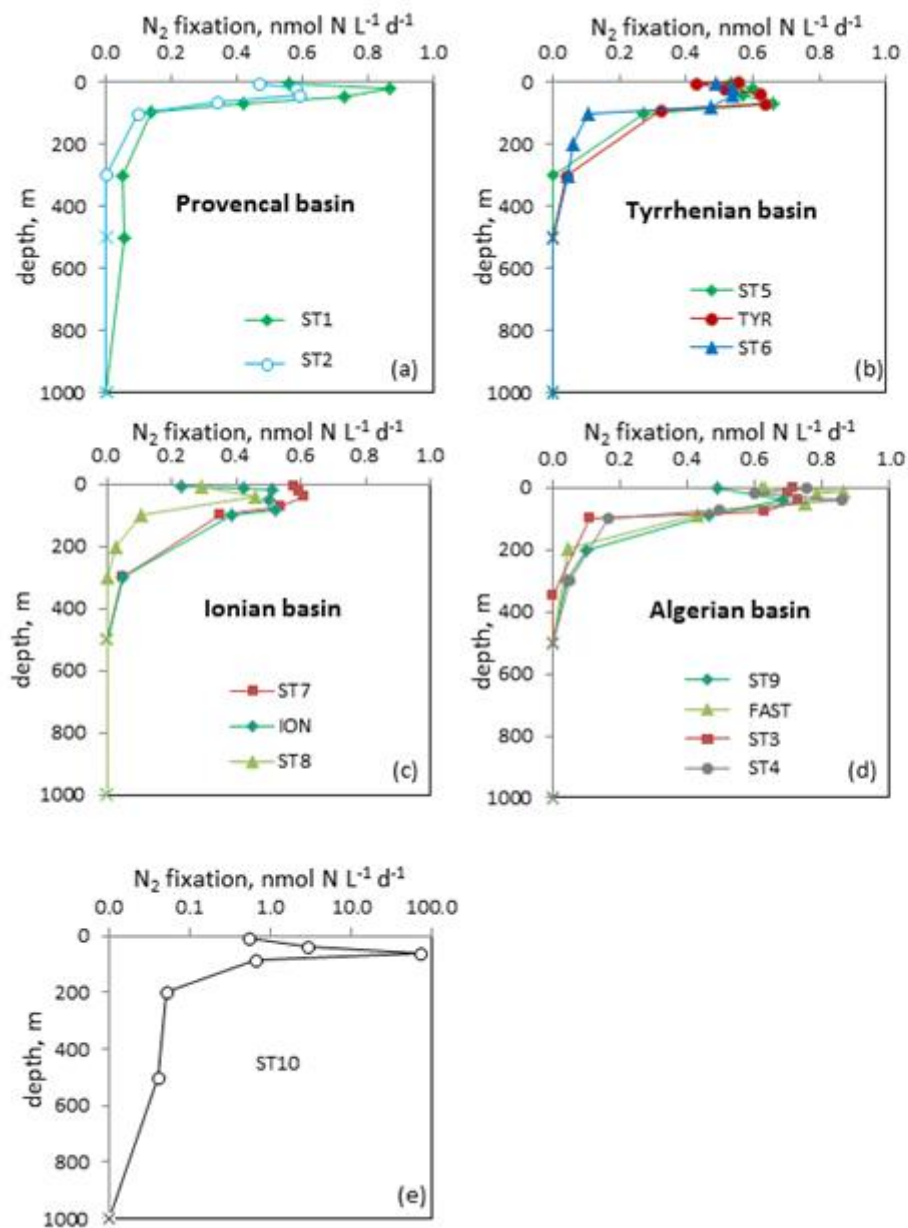 N₂ fixation, nmol N L⁻¹ d⁻¹
0.0 0.2 0.4 0.6 0.8 1.0
0
200
400
600
800
1000
depth, m
Provencal basin
ST1
ST2
(a)
N₂ fixation, nmol N L⁻¹ d⁻¹
0.0 0.2 0.4 0.6 0.8 1.0
0
200
400
600
800
1000
depth, m
Tyrrhenian basin
ST5
TYR
ST6
(b)
N₂ fixation, nmol N L⁻¹ d⁻¹
0.0 0.2 0.4 0.6 0.8 1.0
0
200
400
600
800
1000
depth, m
Ionian basin
ST7
ION
ST8
(c)
N₂ fixation, nmol N L⁻¹ d⁻¹
0.0 0.2 0.4 0.6 0.8 1.0
0
200
400
600
800
1000
depth, m
Algerian basin
ST9
FAST
ST3
ST4
(d)
N₂ fixation, nmol N L⁻¹ d⁻¹
0.0 0.1 1.0 10.0 100.0
0
200
400
600
800
1000
depth, m
ST10
(e)